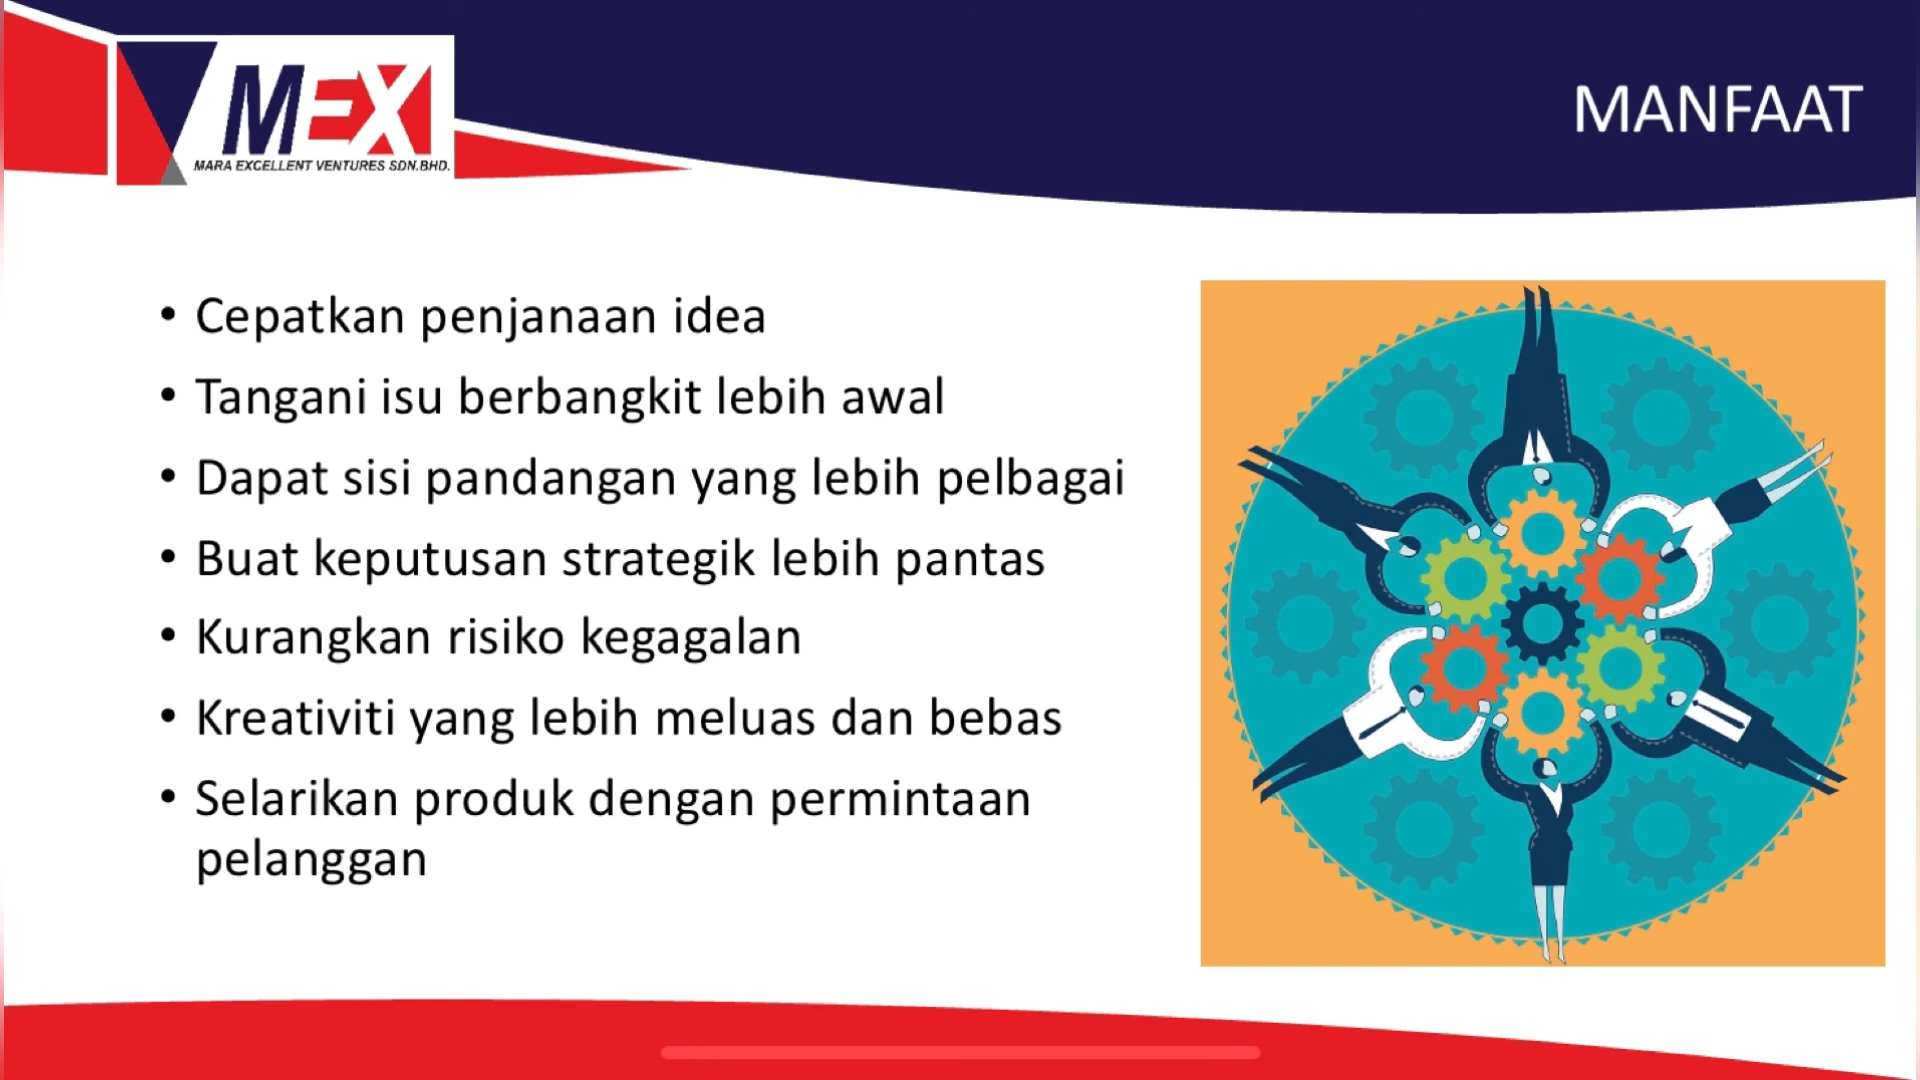 MEX
MARA EXCELLENT VENTURES SDN.BHD.
MANFAAT
• Cepatkan penjanaan idea
• Tangani isu berbangkit lebih awal
• Dapat sisi pandangan yang lebih pelbagai
• Buat keputusan strategik lebih pantas
• Kurangkan risiko kegagalan
• Kreativiti yang lebih meluas dan bebas
• Selarikan produk dengan permintaan
pelanggan